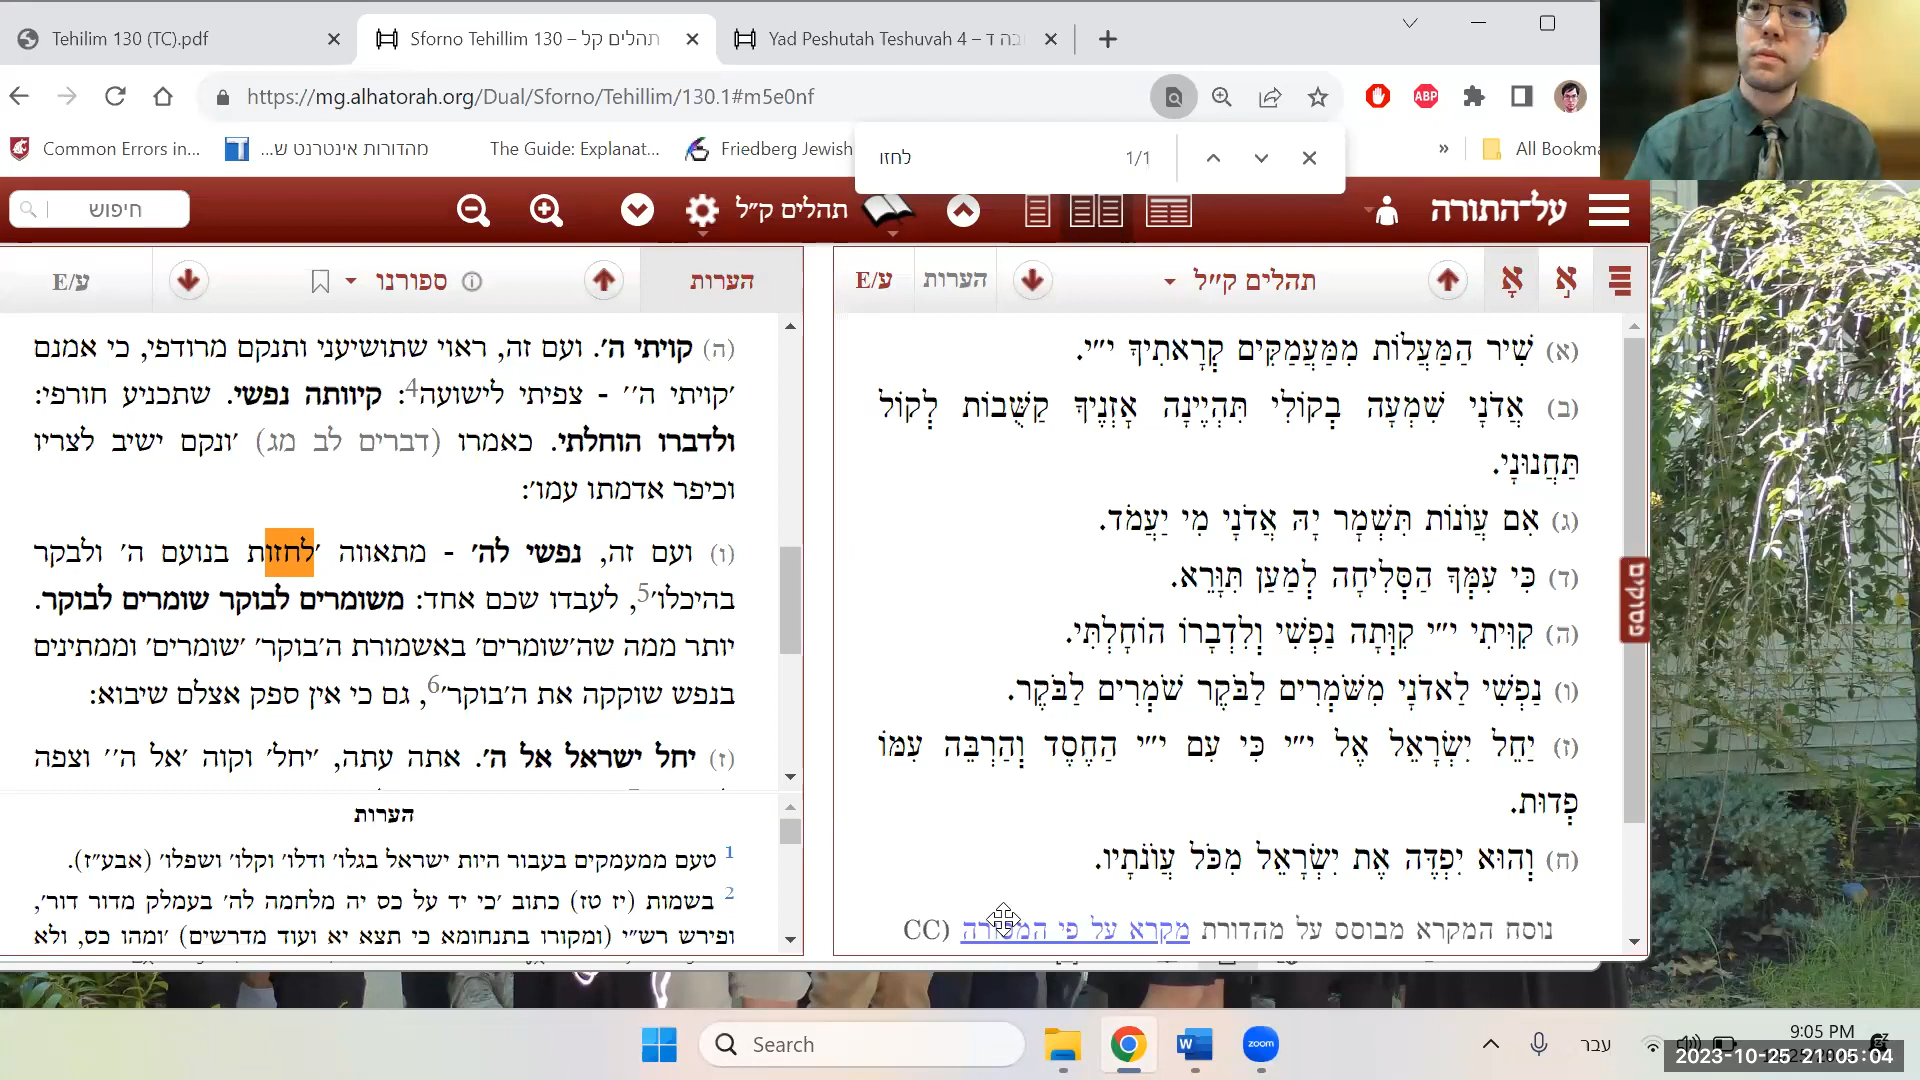 Tehilim 130 (TC).pdf
Sforno Tehillim 130 – תהלים קל
Yad Peshutah Teshuvah 4 – ובה ד
https://mg.alhatorah.org/Dual/Sforno/Tehillim/130.1#m5e0nf
Common Errors in...
מהדורות אינטרנט ש...
The Guide: Explanat...
Friedberg Jewish
» All Bookma
לחזו 1/1
חיפוש
תהלים ק״ל
על־התורה
ע/E
ספורנו
הערות
(ה) קויתי ה׳. ועם זה, ראוי שתושיעני ותנקם מרודפי, כי אמנם
׳קויתי ה׳׳ - צפיתי לישועה4: קיוותה נפשי. שתכניע חורפי:
ולדברו הוחלתי. כאמרו (דברים לב מג) ׳ונקם ישיב לצריו
וכיפר אדמתו עמו׳:
(ו) ועם זה, נפשי לה׳ - מתאווה ׳לחזות בנועם ה׳ ולבקר
בהיכלו׳5, לעבדו שכם אחד: משומרים לבוקר שומרים לבוקר.
יותר ממה שה׳שומרים׳ באשמורת ה׳בוקר׳ ׳שומרים׳ וממתינים
בנפש שוקקה את ה׳בוקר׳6, גם כי אין ספק אצלם שיבוא:
(ז) יחל ישראל אל ה׳. אתה עתה, ׳יחל׳ וקוה ׳אל ה׳׳ וצפה
הערות
1 טעם ממעמקים בעבור היות ישראל בגלו׳ ודלו׳ וקלו׳ ושפלו׳ (אבע״ז).
2 בשמות (יז טז) כתוב ׳כי יד על כס יה מלחמה לה׳ בעמלק מדור דור׳,
ופירש רש״י (ומקורו בתנחומא כי תצא יא ועוד מדרשים) ׳ומהו כס, ולא
ע/E
הערות
תהלים ק״ל
אָ
אְ
(א) שִׁיר הַמַּעֲלוֹת מִמַּעֲמַקִּים קְרָאתִיךָ י״י.
(ב) אֲדֹנָי שִׁמְעָה בְקוֹלִי תִּהְיֶינָה אׇזְנֶיךָ קַשֻּׁבוֹת לְקוֹל
תַּחֲנוּנָי.
(ג) אִם עֲוֺנוֹת תִּשְׁמׇר יָהּ אֲדֹנָי מִי יַעֲמֹד.
(ד) כִּי עִמְּךָ הַסְּלִיחָה לְמַעַן תִּוָּרֵא.
(ה) קִוִּיתִי י״י קִוְּתָה נַפְשִׁי וְלִדְבָרוֹ הוֹחָלְתִּי.
(ו) נַפְשִׁי לַאדֹנָי מִשֹּׁמְרִים לַבֹּקֶר שֹׁמְרִים לַבֹּקֶר.
(ז) יַחֵל יִשְׂרָאֵל אֶל י״י כִּי עִם י״י הַחֶסֶד וְהַרְבֵּה עִמּוֹ
פְדוּת.
(ח) וְהוּא יִפְדֶּה אֶת יִשְׂרָאֵל מִכֹּל עֲוֺנֹתָיו.
נוסח המקרא מבוסס על מהדורת מקרא על פי המסורה (CC
פסוקים
Search
עבר
9:05 PM
2023-10-25 21:05:04